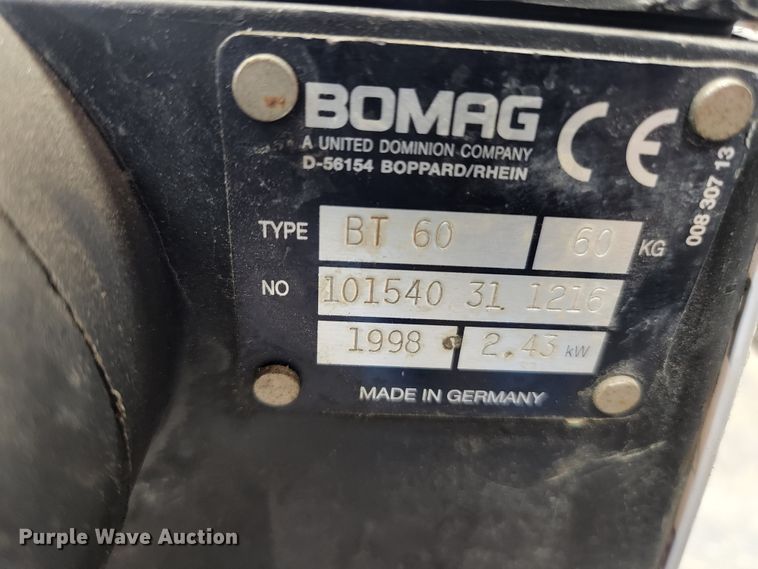 BOMAG
A UNITED DOMINION COMPANY
D-56154 BOPPARD/RHEIN
CE
008 307 13
TYPE BT 60 60 KG
NO 101540 31 1216
1998 2.43 kW
MADE IN GERMANY
Purple Wave Auction